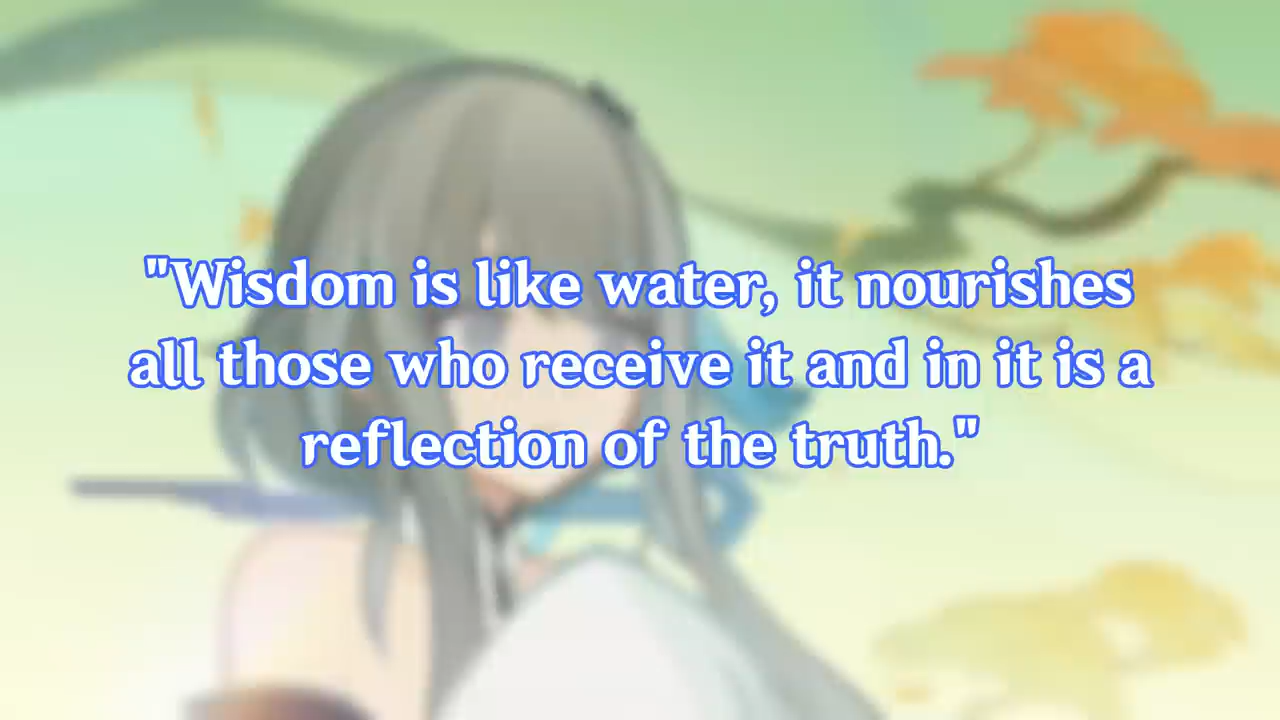 "Wisdom is like water, it nourishes
all those who receive it and in it is a
reflection of the truth."